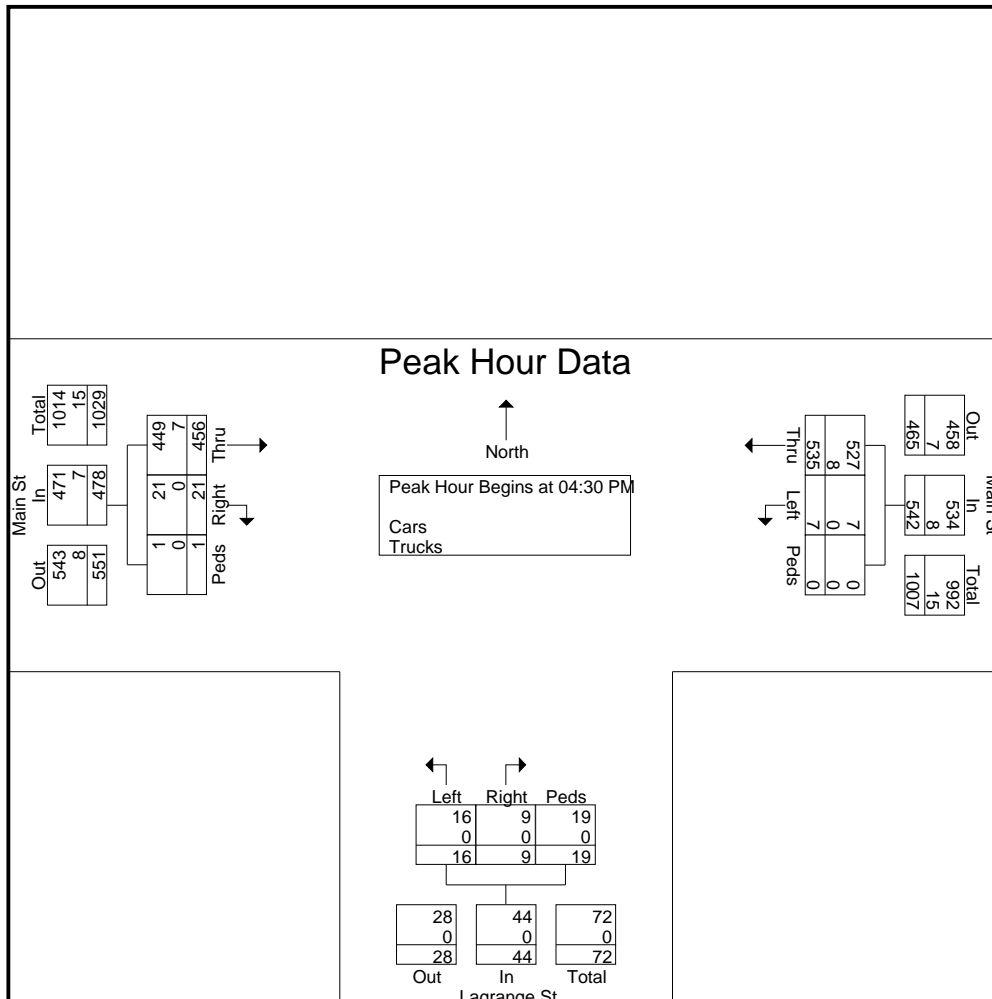 Peak Hour Data
North
Peak Hour Begins at 04:30 PM
Cars
Trucks
Main St
Total In Out
1014 471 543
15 7 8
1029 478 551
449 21 1
7 0 0
456 21 1
Thru Right Peds
Out In Total
458 534 992
7 8 15
465 542 1007
Main St
527 7 0
8 0 0
535 7 0
Thru Left Peds
Left Right Peds
16 9 19
0 0 0
16 9 19
28 44 72
0 0 0
28 44 72
Out In Total
Lagrange St